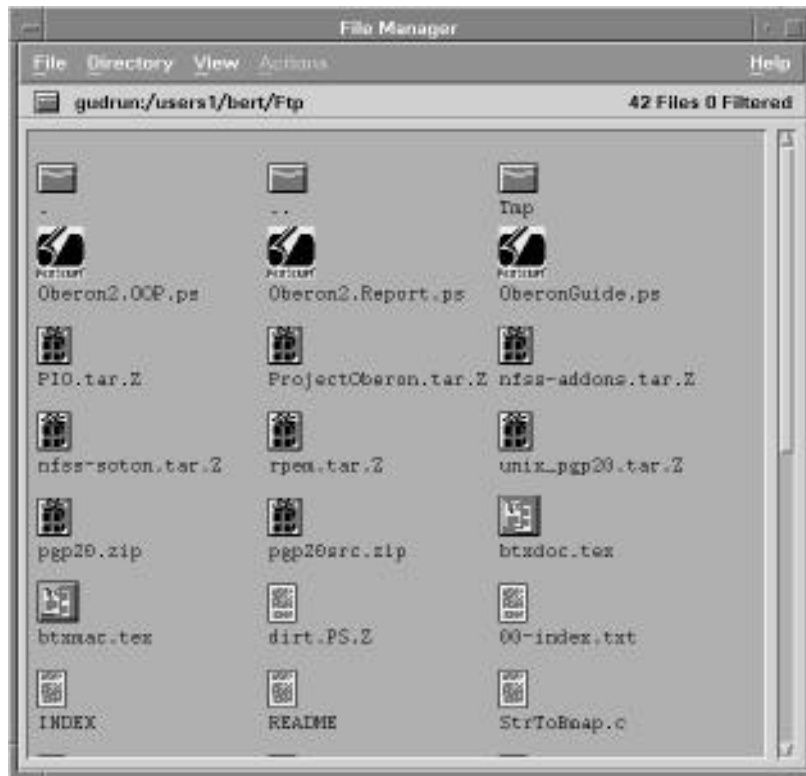 File Manager
File Directory View Actions Help
gudrun:/users1/bert/Ftp 42 Files 0 Filtered
. .. Tmp
Oberon2.OOP.ps Oberon2.Report.ps OberonGuide.ps
PIO.tar.Z ProjectOberon.tar.Z nfss-addons.tar.Z
nfss-soton.tar.Z rpem.tar.Z unix_pgp20.tar.Z
pgp20.zip pgp20src.zip btxdoc.tex
btxmac.tex dirt.PS.Z 00-index.txt
INDEX README StrToBmap.c